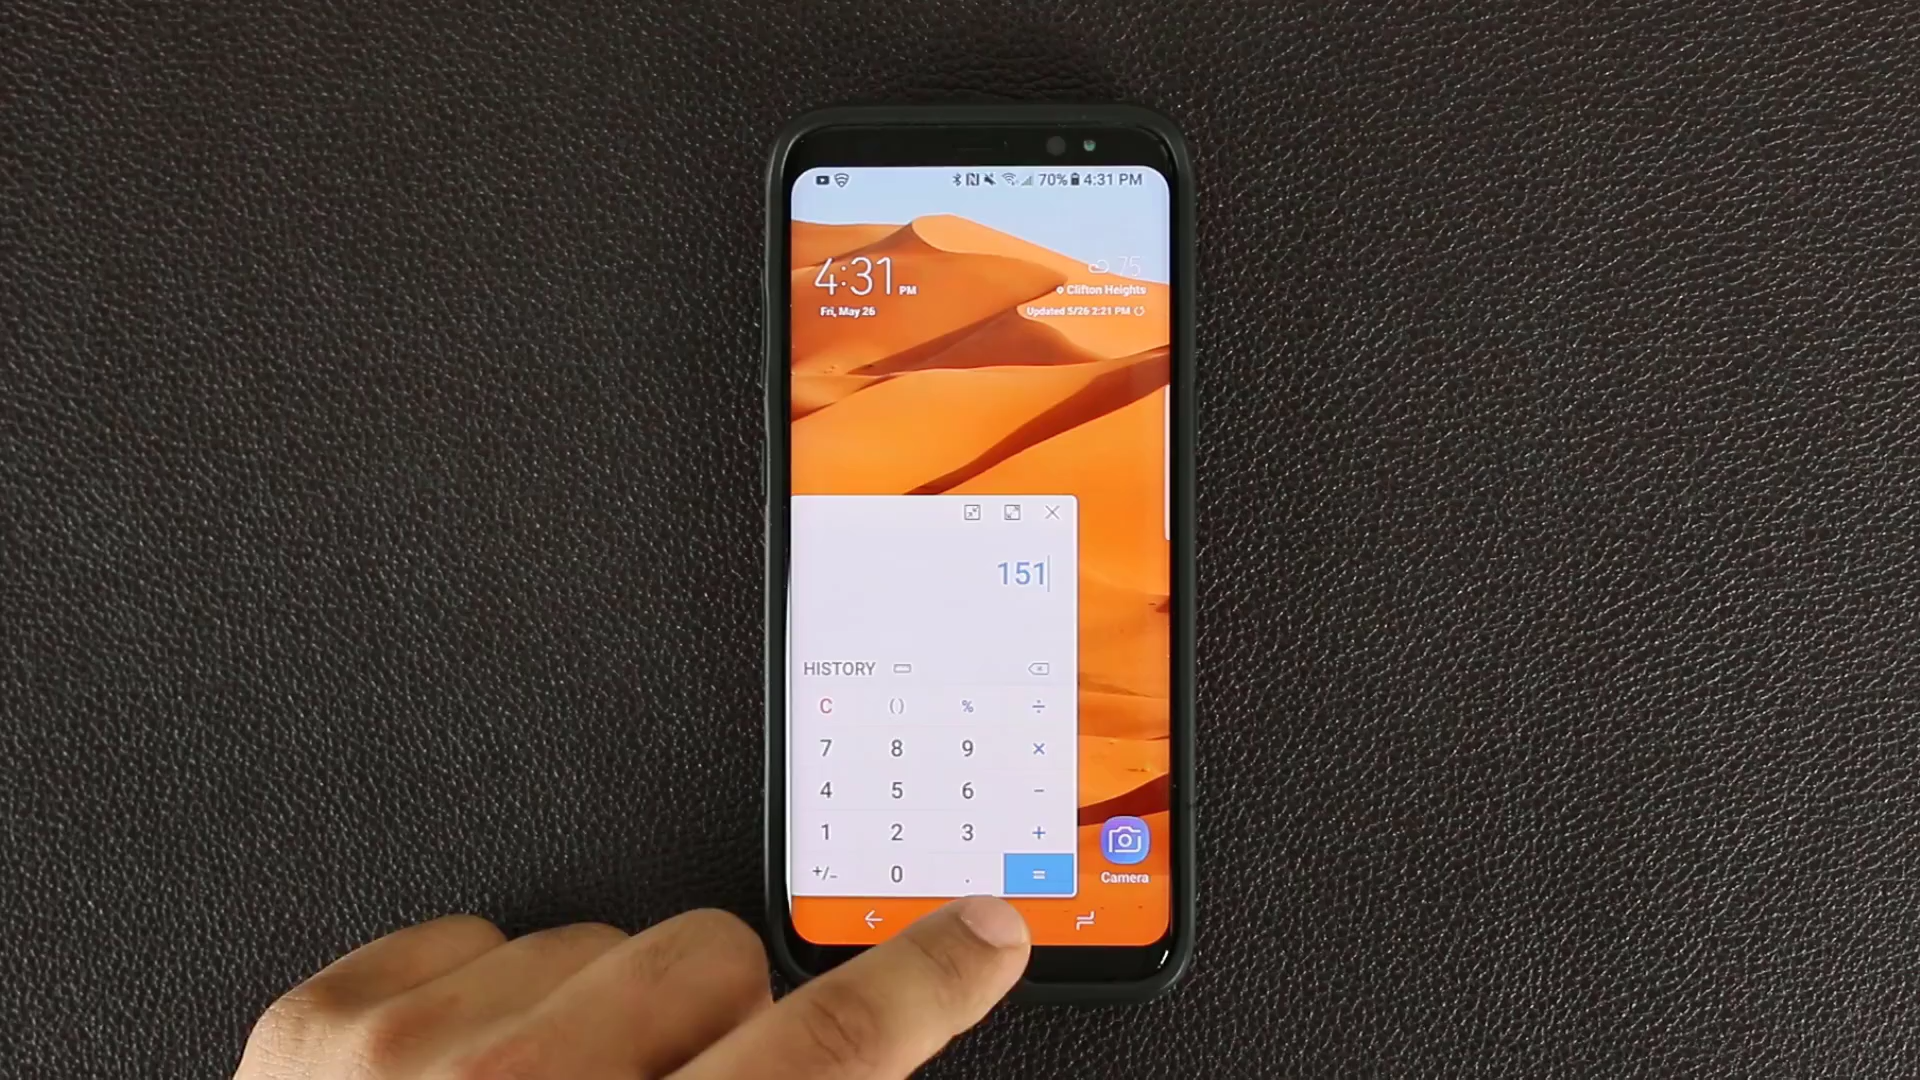 70% 4:31 PM
4:31 PM
Fri, May 26
75°
Clifton Heights
Updated 5/26 2:21 PM
151
HISTORY
C () % ÷
7 8 9 ×
4 5 6 −
1 2 3 +
+/− 0 . =
Camera